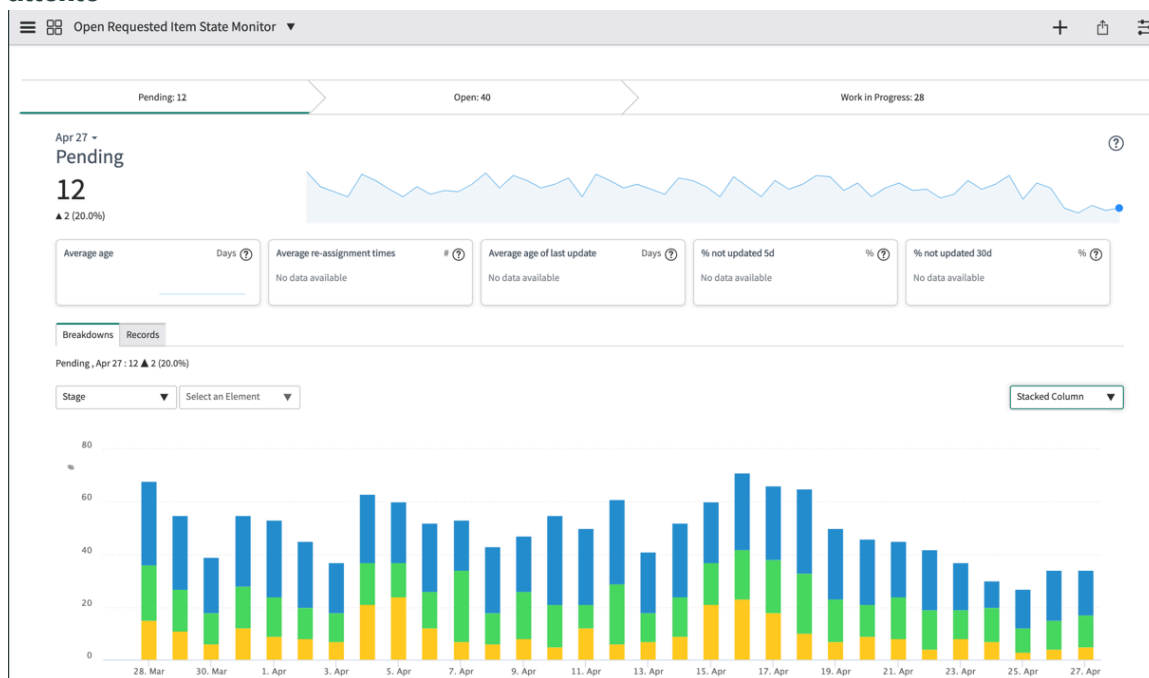 Open Requested Item State Monitor ▼
Pending: 12
Open: 40
Work in Progress: 28
Apr 27
Pending
12
▲ 2 (20.0%)
Average age Days ?
Average re-assignment times # ?
No data available
Average age of last update Days ?
No data available
% not updated 5d % ?
No data available
% not updated 30d % ?
No data available
Breakdowns Records
Pending , Apr 27 : 12 ▲ 2 (20.0%)
Stage ▼ Select an Element ▼
Stacked Column ▼
80
#
60
40
20
0
28. Mar 30. Mar 1. Apr 3. Apr 5. Apr 7. Apr 9. Apr 11. Apr 13. Apr 15. Apr 17. Apr 19. Apr 21. Apr 23. Apr 25. Apr 27. Apr